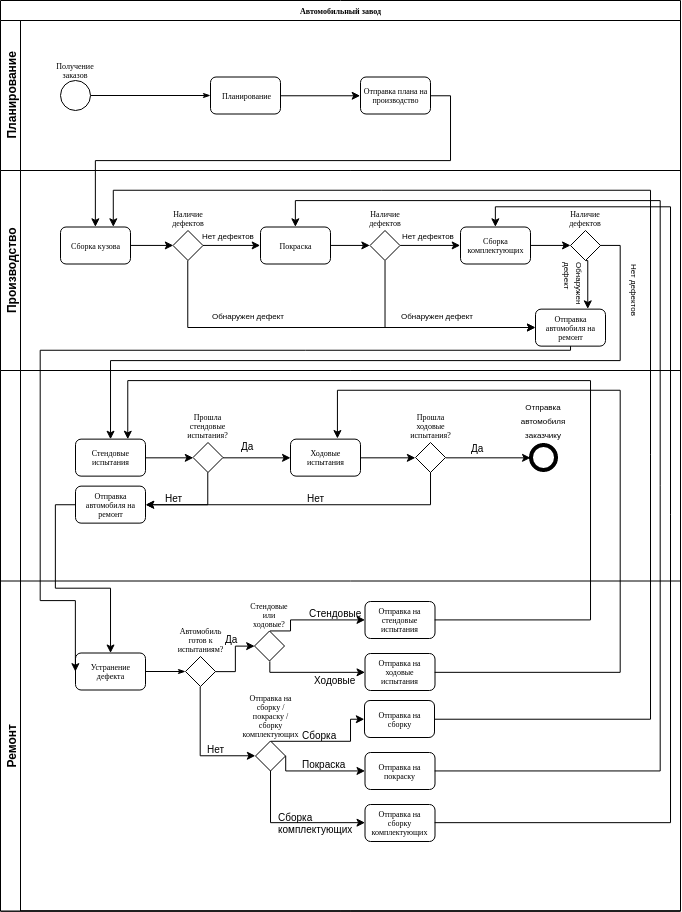 Автомобильный завод
Планирование
Получение
заказов
Планирование
Отправка плана на
производство
Производство
Наличие
дефектов
Наличие
дефектов
Наличие
дефектов
Сборка кузова
Нет дефектов
Покраска
Нет дефектов
Сборка
комплектующих
Обнаружен
дефект
Нет дефектов
Обнаружен дефект
Обнаружен дефект
Отправка
автомобиля на
ремонт
Прошла
стендовые
испытания?
Прошла
ходовые
испытания?
Отправка
автомобиля
заказчику
Стендовые
испытания
Да
Ходовые
испытания
Да
Отправка
автомобиля на
ремонт
Нет
Нет
Ремонт
Устранение
дефекта
Автомобиль
готов к
испытаниям?
Да
Стендовые
или
ходовые?
Стендовые
Отправка на
стендовые
испытания
Ходовые
Отправка на
ходовые
испытания
Нет
Отправка на
сборку /
покраску /
сборку
комплектующих
Сборка
Отправка на
сборку
Покраска
Отправка на
покраску
Сборка
комплектующих
Отправка на
сборку
комплектующих